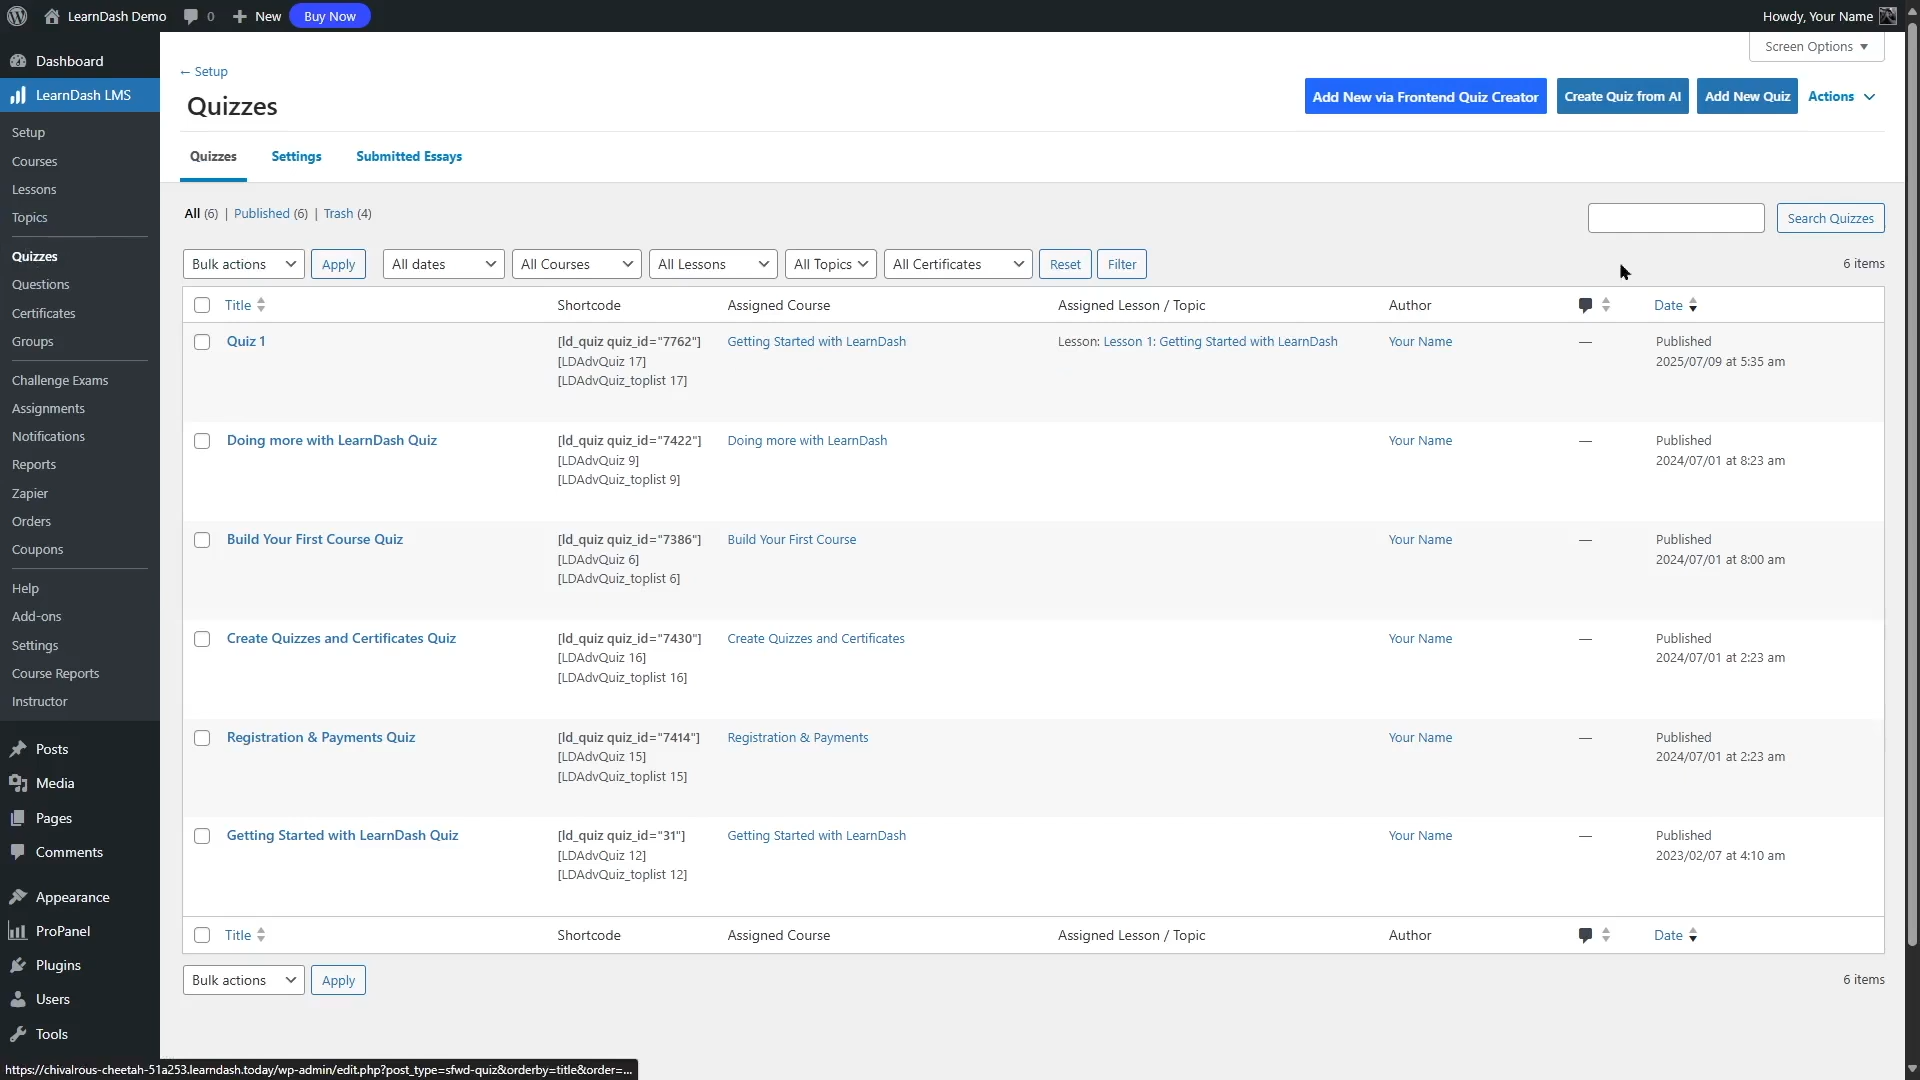 LearnDash Demo 0 New Buy Now Howdy, Your Name
Screen Options
Dashboard
LearnDash LMS
Setup
Courses
Lessons
Topics
Quizzes
Questions
Certificates
Groups
Challenge Exams
Assignments
Notifications
Reports
Zapier
Orders
Coupons
Help
Add-ons
Settings
Course Reports
Instructor
Posts
Media
Pages
Comments
Appearance
ProPanel
Plugins
Users
Tools
← Setup
Quizzes
Add New via Frontend Quiz Creator Create Quiz from AI Add New Quiz Actions
Quizzes Settings Submitted Essays
All (6) | Published (6) | Trash (4)
Search Quizzes
Bulk actions Apply All dates All Courses All Lessons All Topics All Certificates Reset Filter 6 items
Title Shortcode Assigned Course Assigned Lesson / Topic Author Date
Quiz 1 [ld_quiz quiz_id="7762"] Getting Started with LearnDash Lesson: Lesson 1: Getting Started with LearnDash Your Name — Published
[LDAdvQuiz 17] 2025/07/09 at 5:35 am
[LDAdvQuiz_toplist 17]
Doing more with LearnDash Quiz [ld_quiz quiz_id="7422"] Doing more with LearnDash Your Name — Published
[LDAdvQuiz 9] 2024/07/01 at 8:23 am
[LDAdvQuiz_toplist 9]
Build Your First Course Quiz [ld_quiz quiz_id="7386"] Build Your First Course Your Name — Published
[LDAdvQuiz 6] 2024/07/01 at 8:00 am
[LDAdvQuiz_toplist 6]
Create Quizzes and Certificates Quiz [ld_quiz quiz_id="7430"] Create Quizzes and Certificates Your Name — Published
[LDAdvQuiz 16] 2024/07/01 at 2:23 am
[LDAdvQuiz_toplist 16]
Registration & Payments Quiz [ld_quiz quiz_id="7414"] Registration & Payments Your Name — Published
[LDAdvQuiz 15] 2024/07/01 at 2:23 am
[LDAdvQuiz_toplist 15]
Getting Started with LearnDash Quiz [ld_quiz quiz_id="31"] Getting Started with LearnDash Your Name — Published
[LDAdvQuiz 12] 2023/02/07 at 4:10 am
[LDAdvQuiz_toplist 12]
Title Shortcode Assigned Course Assigned Lesson / Topic Author Date
Bulk actions Apply 6 items
https://chivalrous-cheetah-51a253.learndash.today/wp-admin/edit.php?post_type=sfwd-quiz&orderby=title&order=...